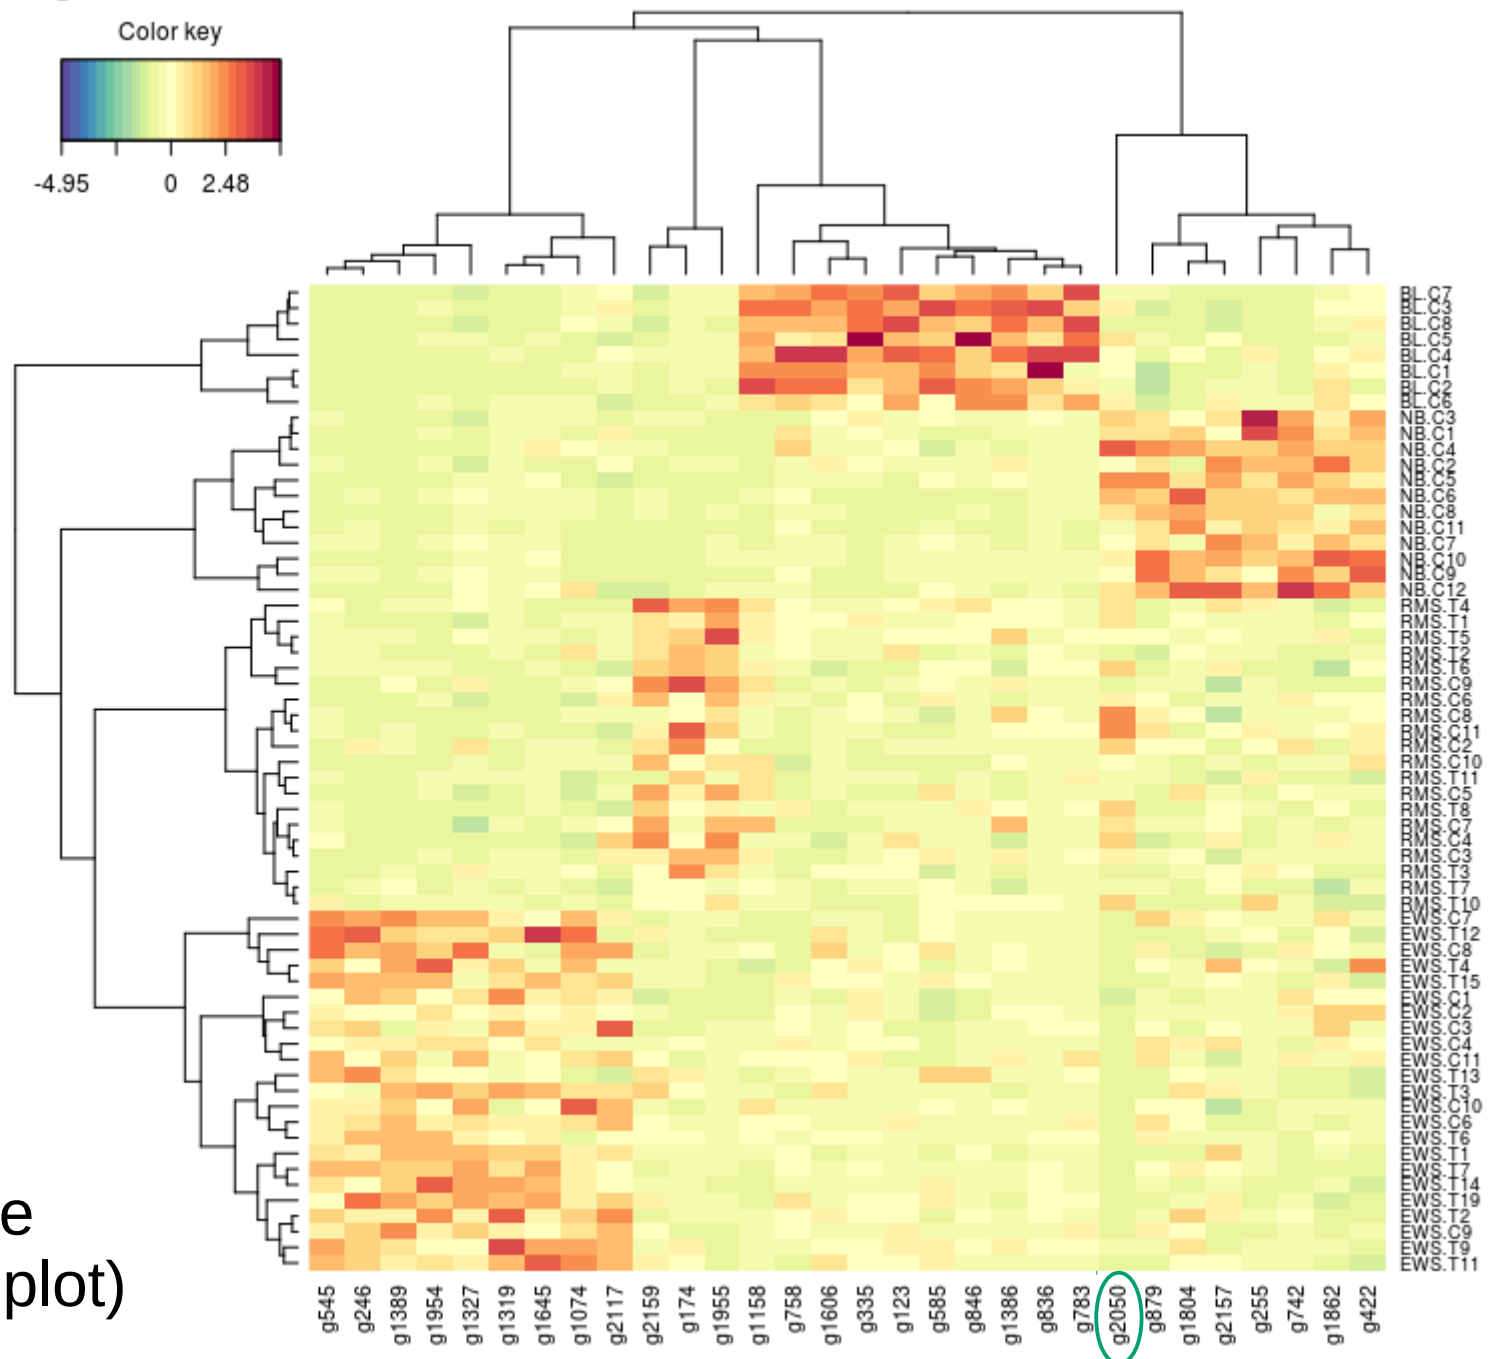 Color key
-4.95 0 2.48
BL.C7
BL.C3
BL.C8
BL.C5
BL.C4
BL.C1
BL.C2
BL.C6
NB.C3
NB.C1
NB.C4
NB.C2
NB.C5
NB.C6
NB.C8
NB.C11
NB.C7
NB.C10
NB.C9
NB.C12
RMS.T4
RMS.T1
RMS.T5
RMS.T2
RMS.T6
RMS.C9
RMS.C6
RMS.C8
RMS.C11
RMS.C2
RMS.C10
RMS.T11
RMS.C5
RMS.T8
RMS.C7
RMS.C4
RMS.C3
RMS.T3
RMS.T7
RMS.T10
EWS.C7
EWS.T12
EWS.C8
EWS.T4
EWS.T15
EWS.C1
EWS.C2
EWS.C3
EWS.C4
EWS.C11
EWS.T13
EWS.T3
EWS.C10
EWS.C6
EWS.T6
EWS.T1
EWS.T7
EWS.T14
EWS.T19
EWS.T2
EWS.C9
EWS.T9
EWS.T11
e
plot)
g545 g246 g1389 g1954 g1327 g1319 g1645 g1074 g2117 g2159 g174 g1955 g1158 g758 g1606 g335 g123 g585 g846 g1386 g836 g783 g2050 g879 g1804 g2157 g255 g742 g1862 g422